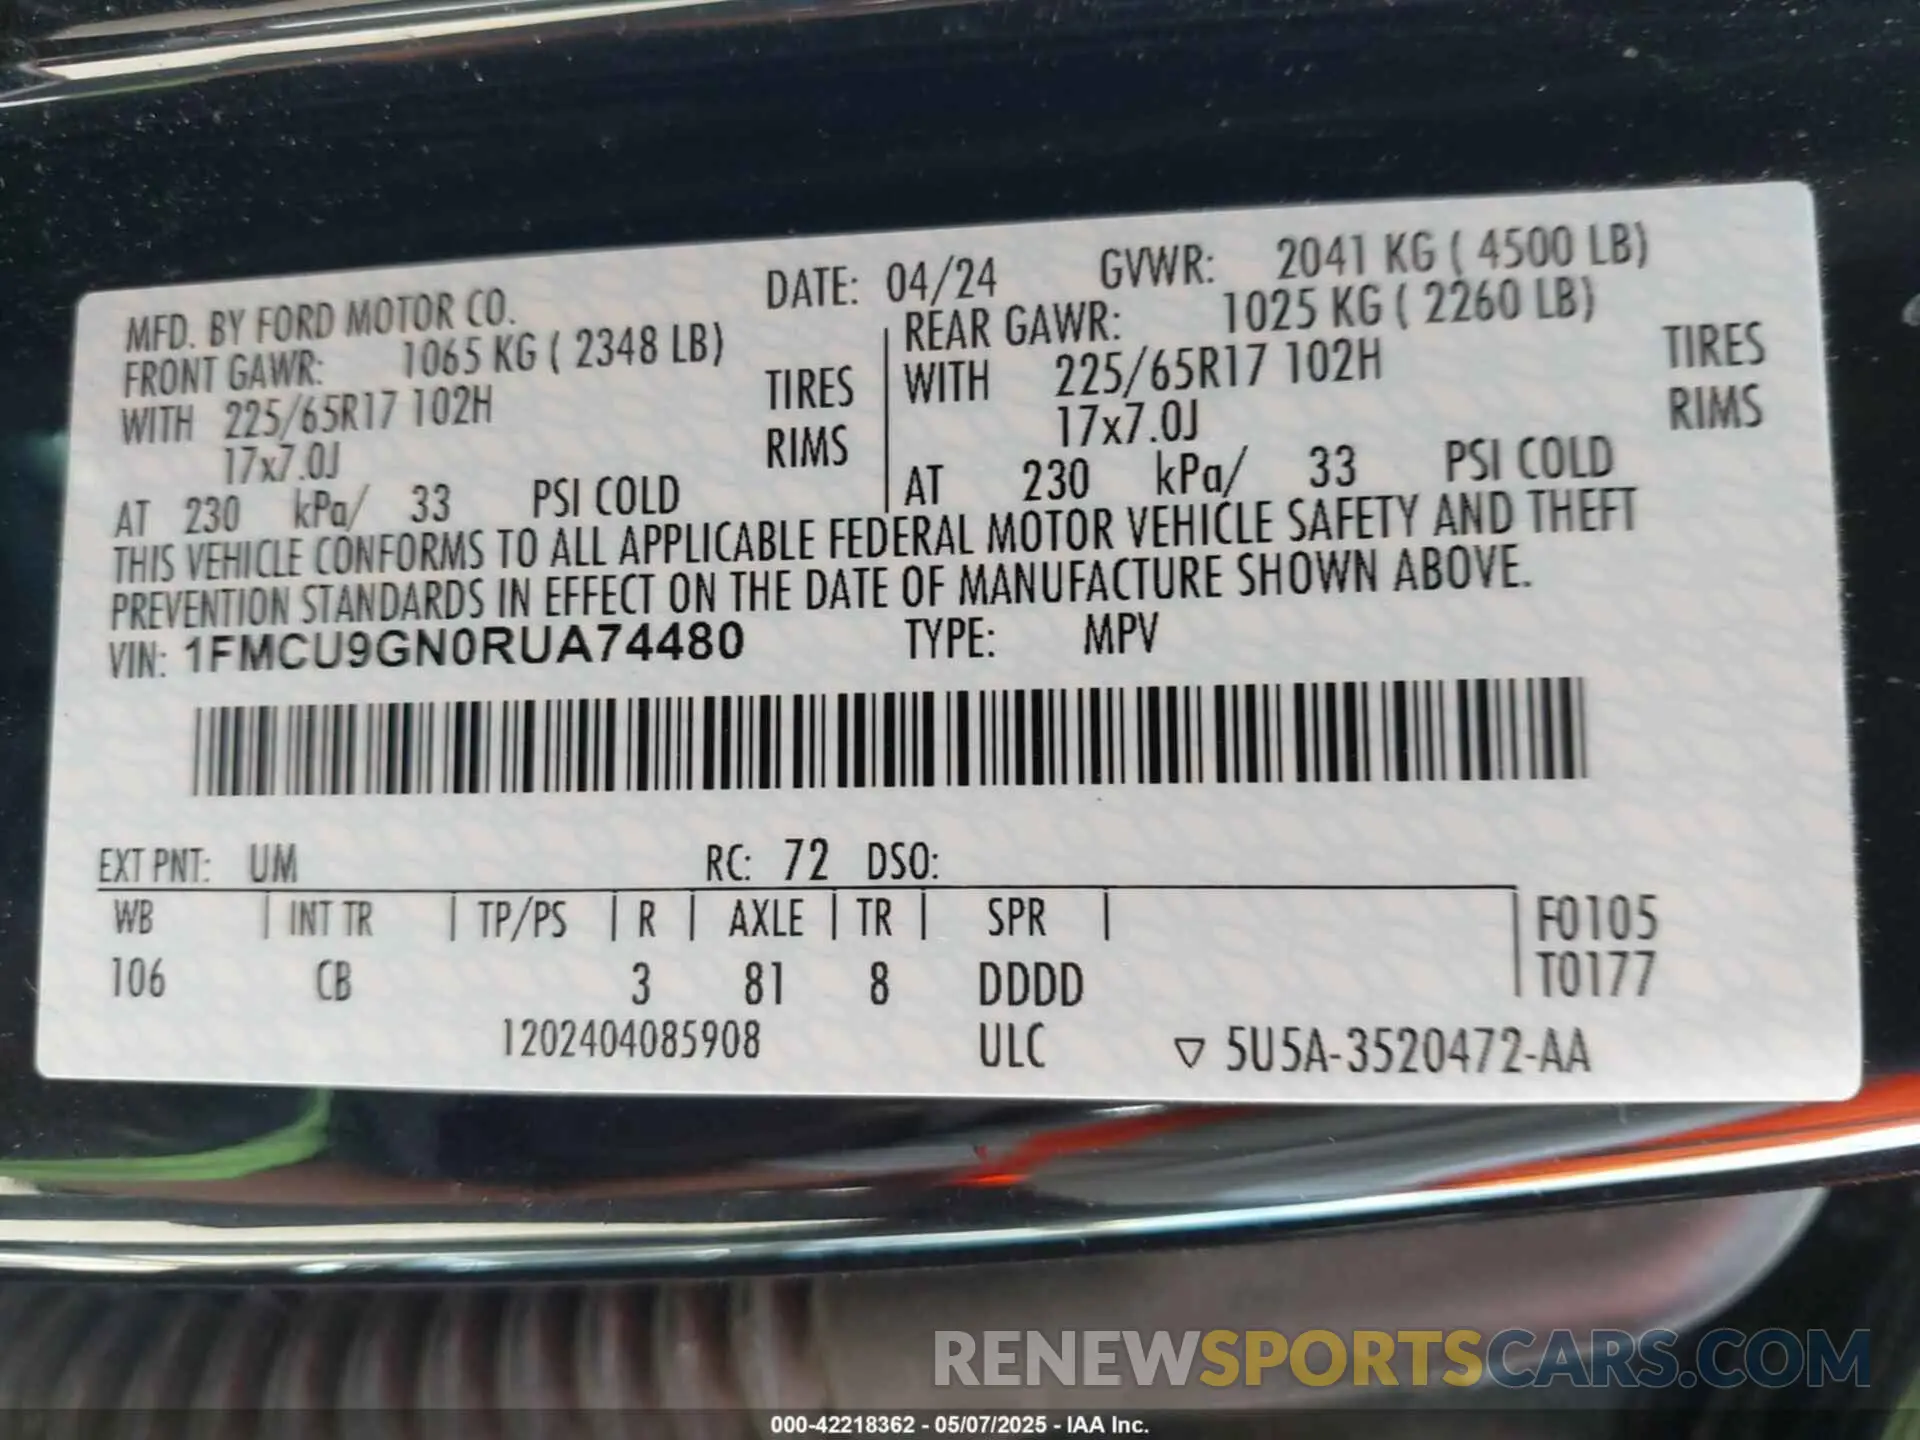 MFD. BY FORD MOTOR CO. DATE: 04/24 GVWR: 2041 KG ( 4500 LB)
FRONT GAWR: 1065 KG ( 2348 LB) REAR GAWR: 1025 KG ( 2260 LB)
WITH 225/65R17 102H TIRES WITH 225/65R17 102H TIRES
17x7.0J RIMS 17x7.0J RIMS
AT 230 kPa/ 33 PSI COLD AT 230 kPa/ 33 PSI COLD
THIS VEHICLE CONFORMS TO ALL APPLICABLE FEDERAL MOTOR VEHICLE SAFETY AND THEFT
PREVENTION STANDARDS IN EFFECT ON THE DATE OF MANUFACTURE SHOWN ABOVE.
VIN: 1FMCU9GN0RUA74480 TYPE: MPV
EXT PNT: UM RC: 72 DSO:
WB | INT TR | TP/PS | R | AXLE | TR | SPR | F0105
106 CB 3 81 8 DDDD T0177
1202404085908 ULC ▽ 5U5A-3520472-AA
RENEWSPORTSCARS.COM
000-42218362 - 05/07/2025 - IAA Inc.